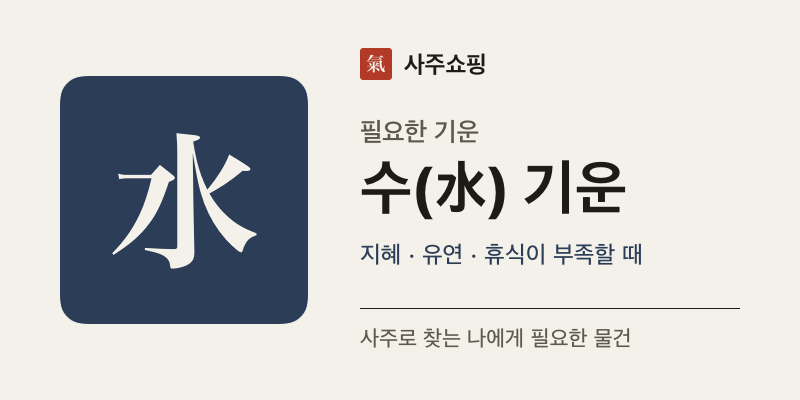 水
氣 사주쇼핑
필요한 기운
수(水) 기운
지혜 · 유연 · 휴식이 부족할 때
사주로 찾는 나에게 필요한 물건